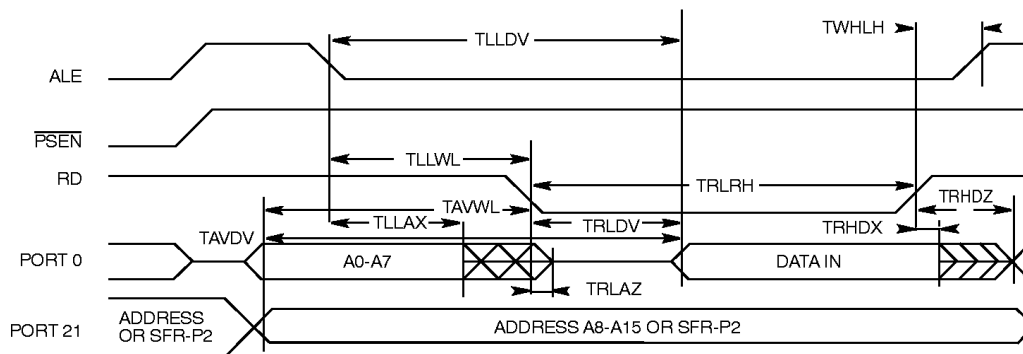 TLLDV
TWHLH
ALE
PSEN
TLLWL
RD
TRLRH
TAVWL
TRHDZ
TLLAX
TRLDV
TAVDV
TRHDX
PORT 0
A0-A7
DATA IN
TRLAZ
ADDRESS
OR SFR-P2
PORT 21
ADDRESS A8-A15 OR SFR-P2